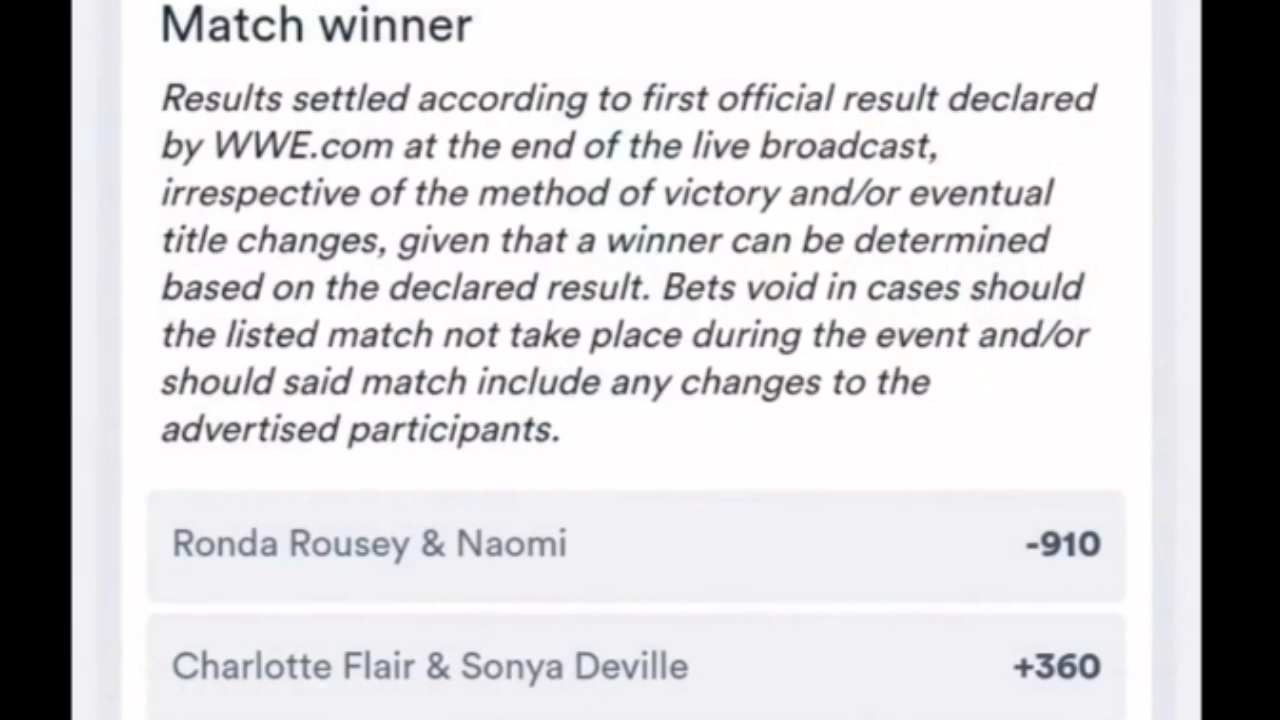 Match winner
Results settled according to first official result declared
by WWE.com at the end of the live broadcast,
irrespective of the method of victory and/or eventual
title changes, given that a winner can be determined
based on the declared result. Bets void in cases should
the listed match not take place during the event and/or
should said match include any changes to the
advertised participants.
Ronda Rousey & Naomi -910
Charlotte Flair & Sonya Deville +360